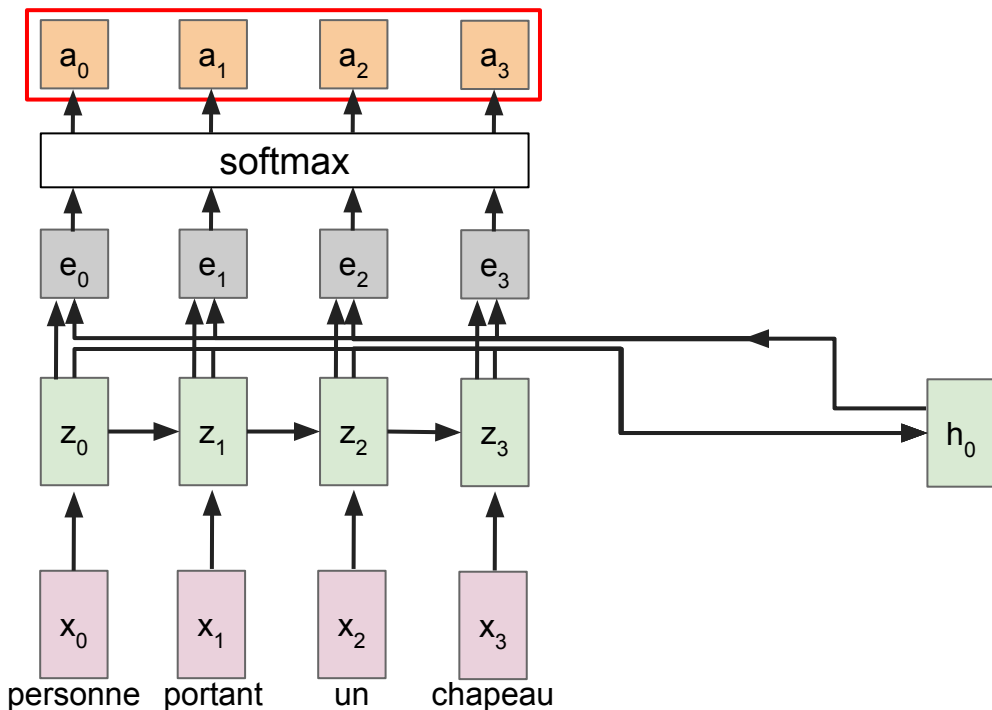 a0 a1 a2 a3
softmax
e0 e1 e2 e3
z0 z1 z2 z3 h0
x0 x1 x2 x3
personne portant un chapeau